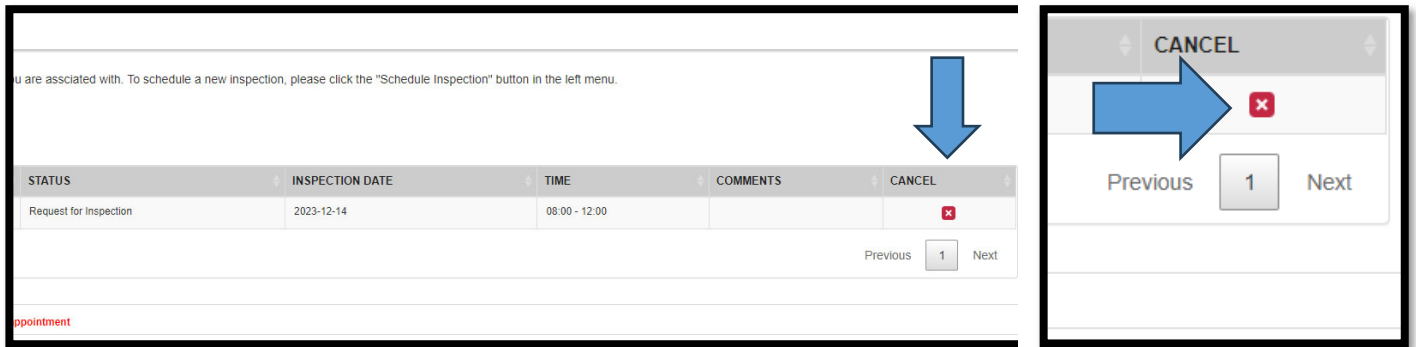 u are assciated with. To schedule a new inspection, please click the "Schedule Inspection" button in the left menu.
STATUS INSPECTION DATE TIME COMMENTS CANCEL
Request for Inspection 2023-12-14 08:00 - 12:00
Previous 1 Next
ppointment
CANCEL
Previous 1 Next